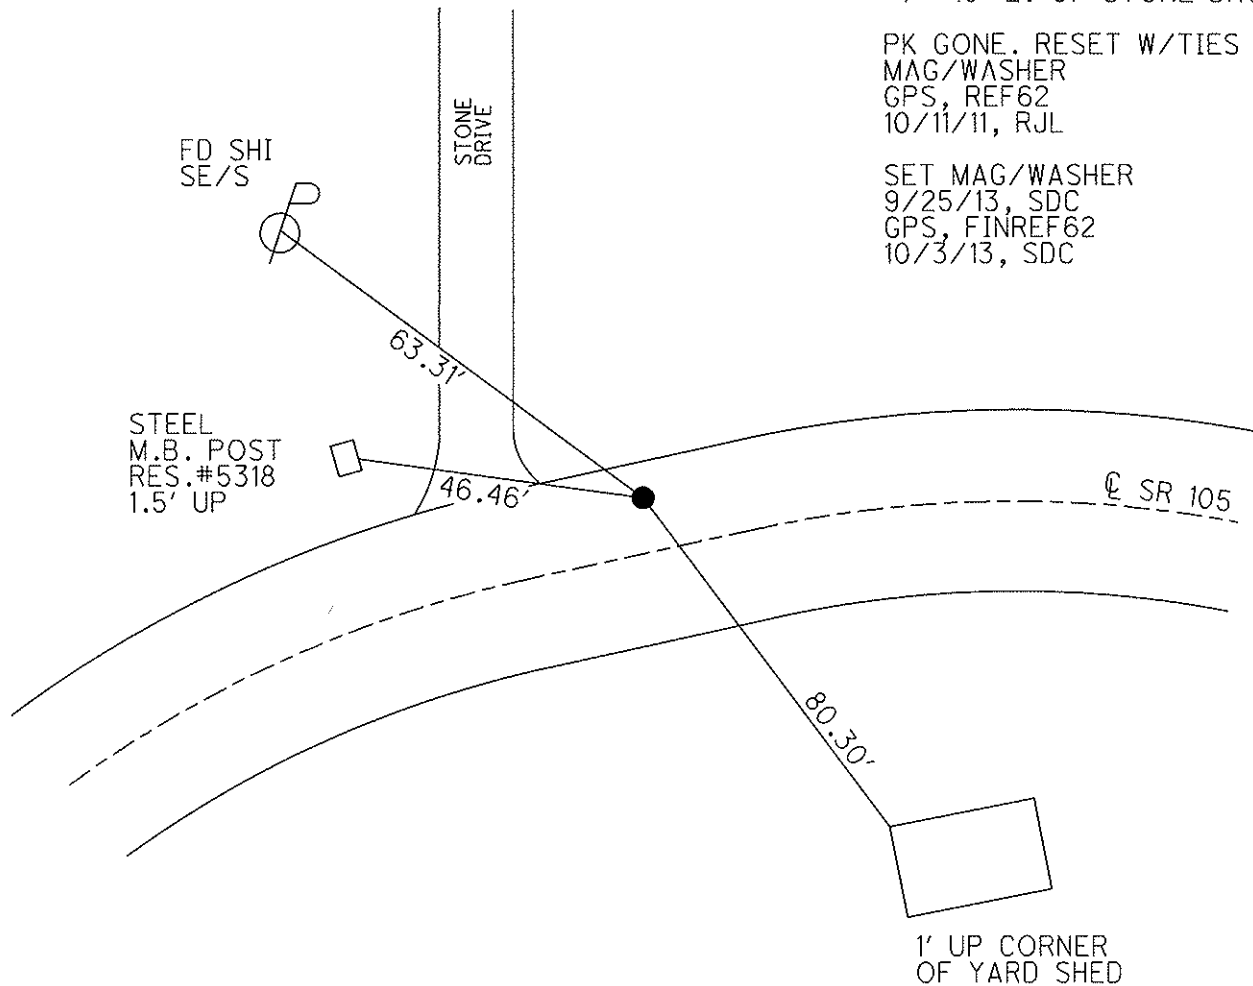 PK GONE. RESET W/TIES
MAG/WASHER
GPS, REF62
10/11/11, RJL
SET MAG/WASHER
9/25/13, SDC
GPS, FINREF62
10/3/13, SDC
STONE
DRIVE
FD SHI
SE/S
63.31'
STEEL
M.B. POST
RES.#5318
1.5' UP
46.46'
℄ SR 105
80.30'
1' UP CORNER
OF YARD SHED